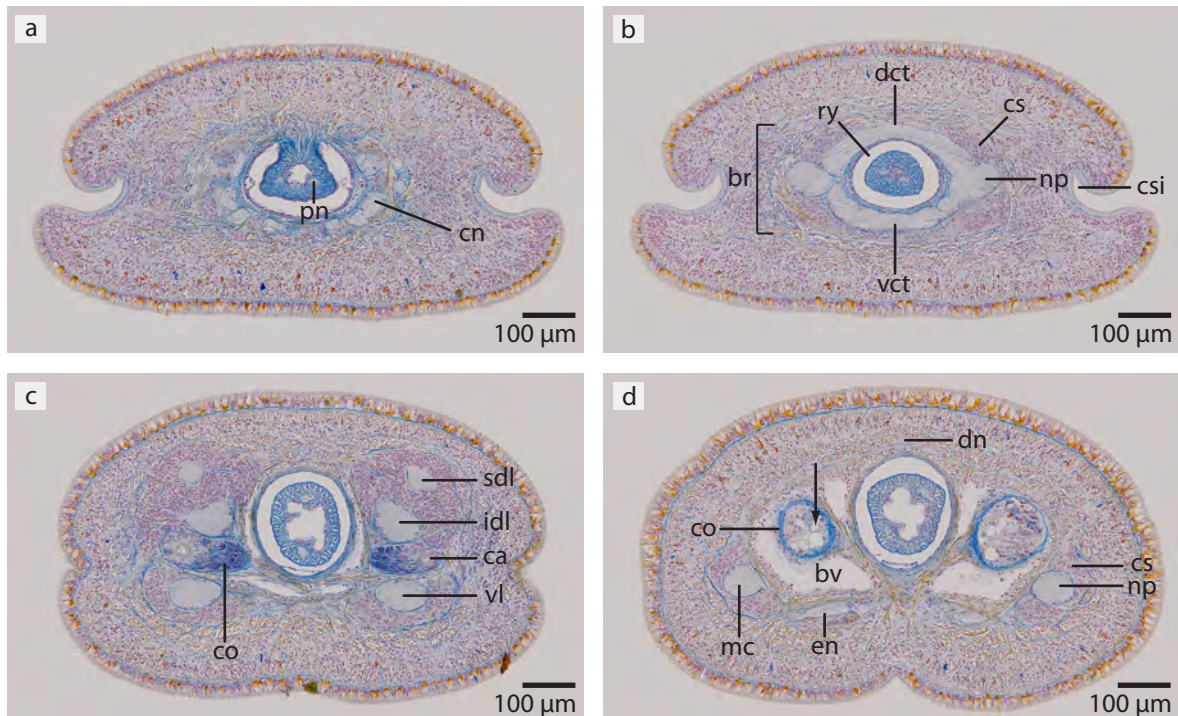 a
pn
cn
100 µm
b
dct
ry
cs
br
np
csi
vct
100 µm
c
sdl
idl
ca
vl
co
100 µm
d
dn
co
bv
cs
np
mc
en
100 µm